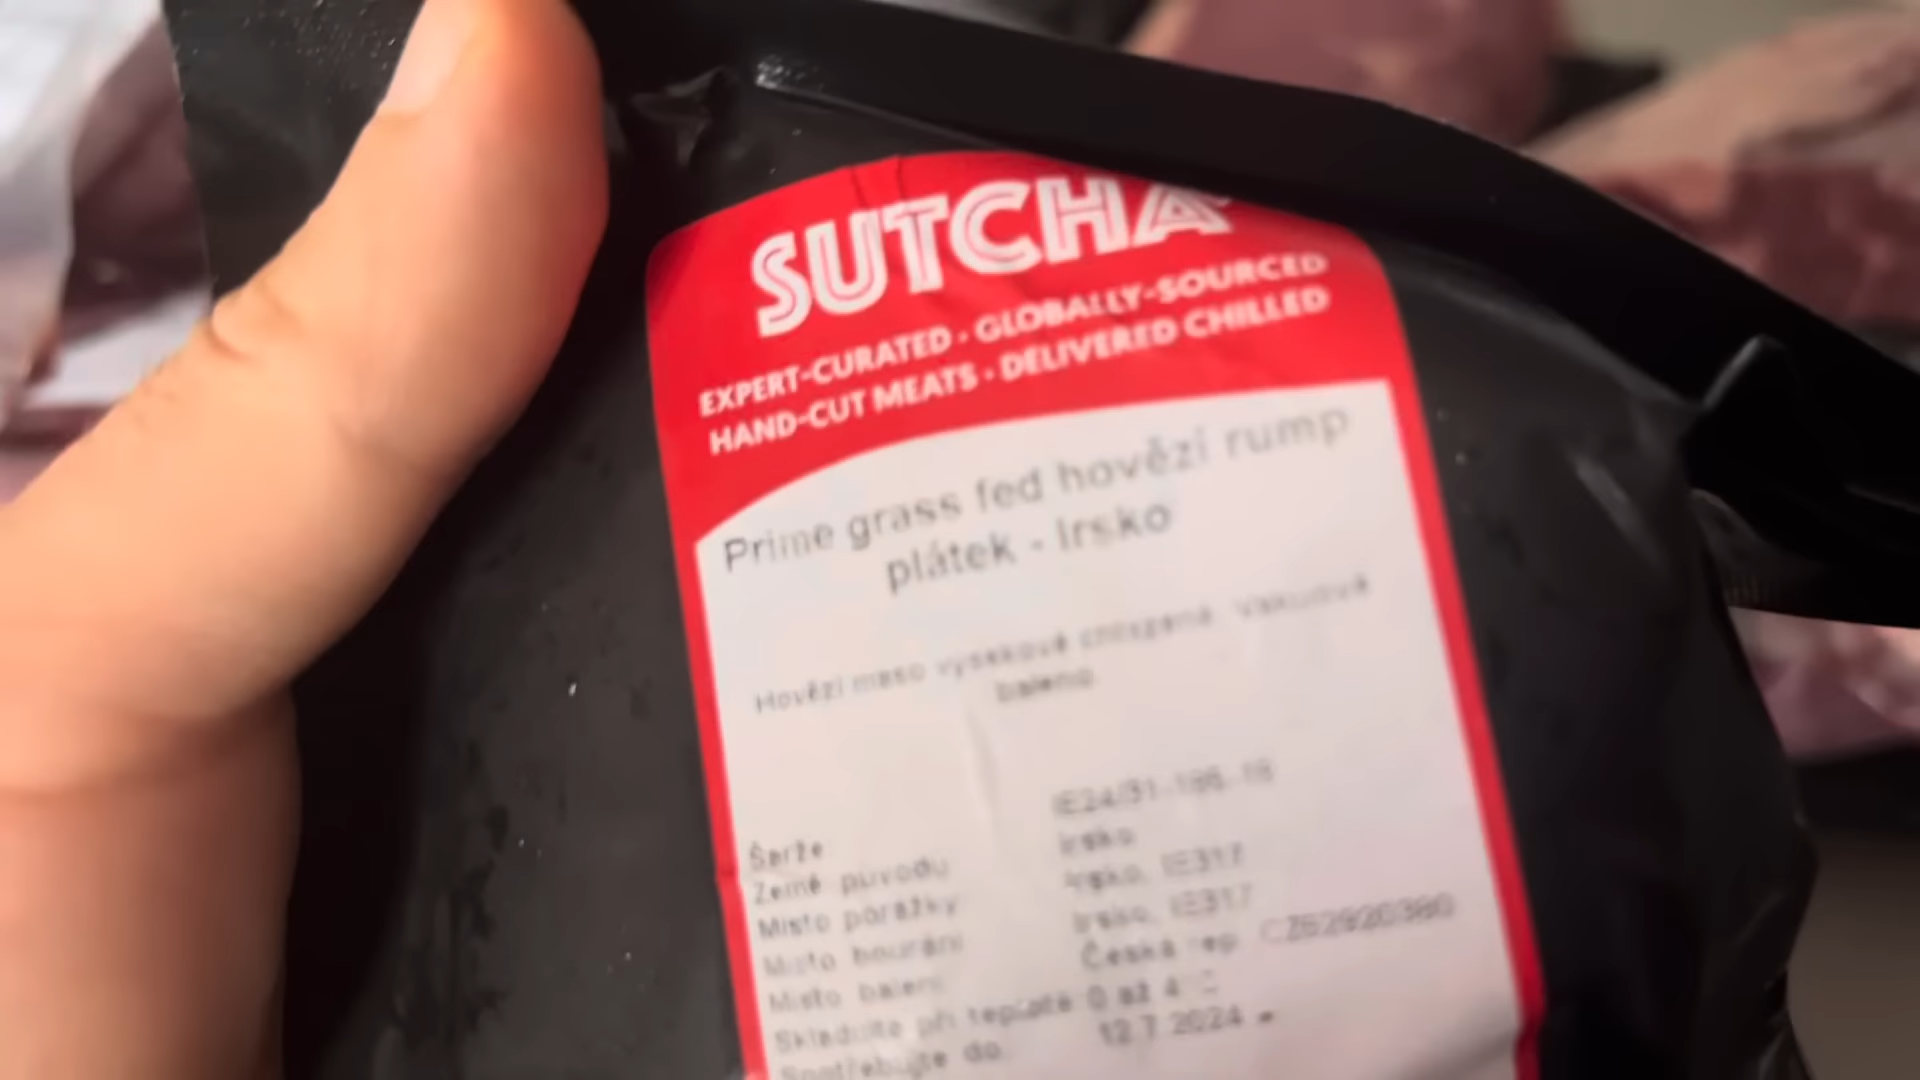 SUTCHA
EXPERT-CURATED · GLOBALLY-SOURCED
HAND-CUT MEATS · DELIVERED CHILLED
Prime grass fed hovězí rump
plátek - Irsko
Hovězí maso výsekové chlazené. Vakuově
baleno.
Šarže:
Země původu: Irsko
Místo porážky: Irsko, IE317
Místo bourání: Irsko, IE317
Místo balení: Česká rep.
Skladujte při teplotě 0 až 4
Spotřebujte do: 12.7.2024